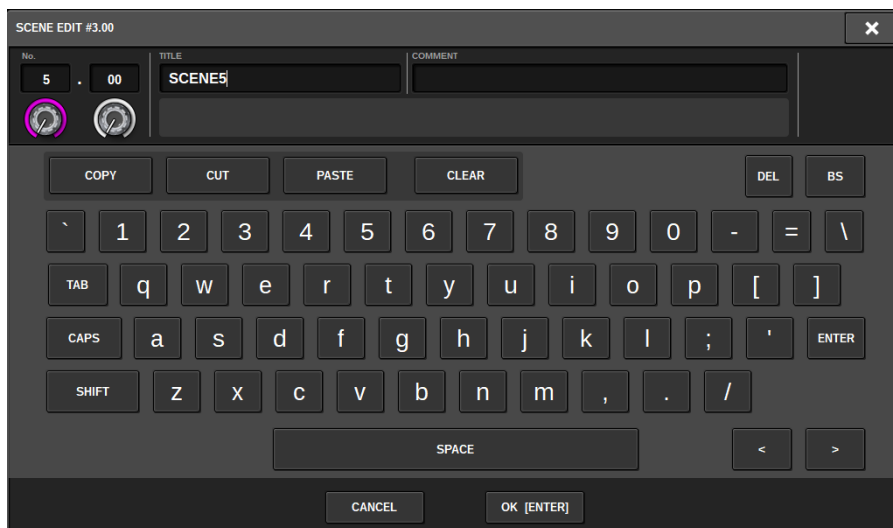 SCENE EDIT #3.00
No. TITLE COMMENT
5 . 00 SCENE5
COPY CUT PASTE CLEAR DEL BS
` 1 2 3 4 5 6 7 8 9 0 - = \
TAB q w e r t y u i o p [ ]
CAPS a s d f g h j k l ; ' ENTER
SHIFT z x c v b n m , . /
SPACE < >
CANCEL OK [ENTER]